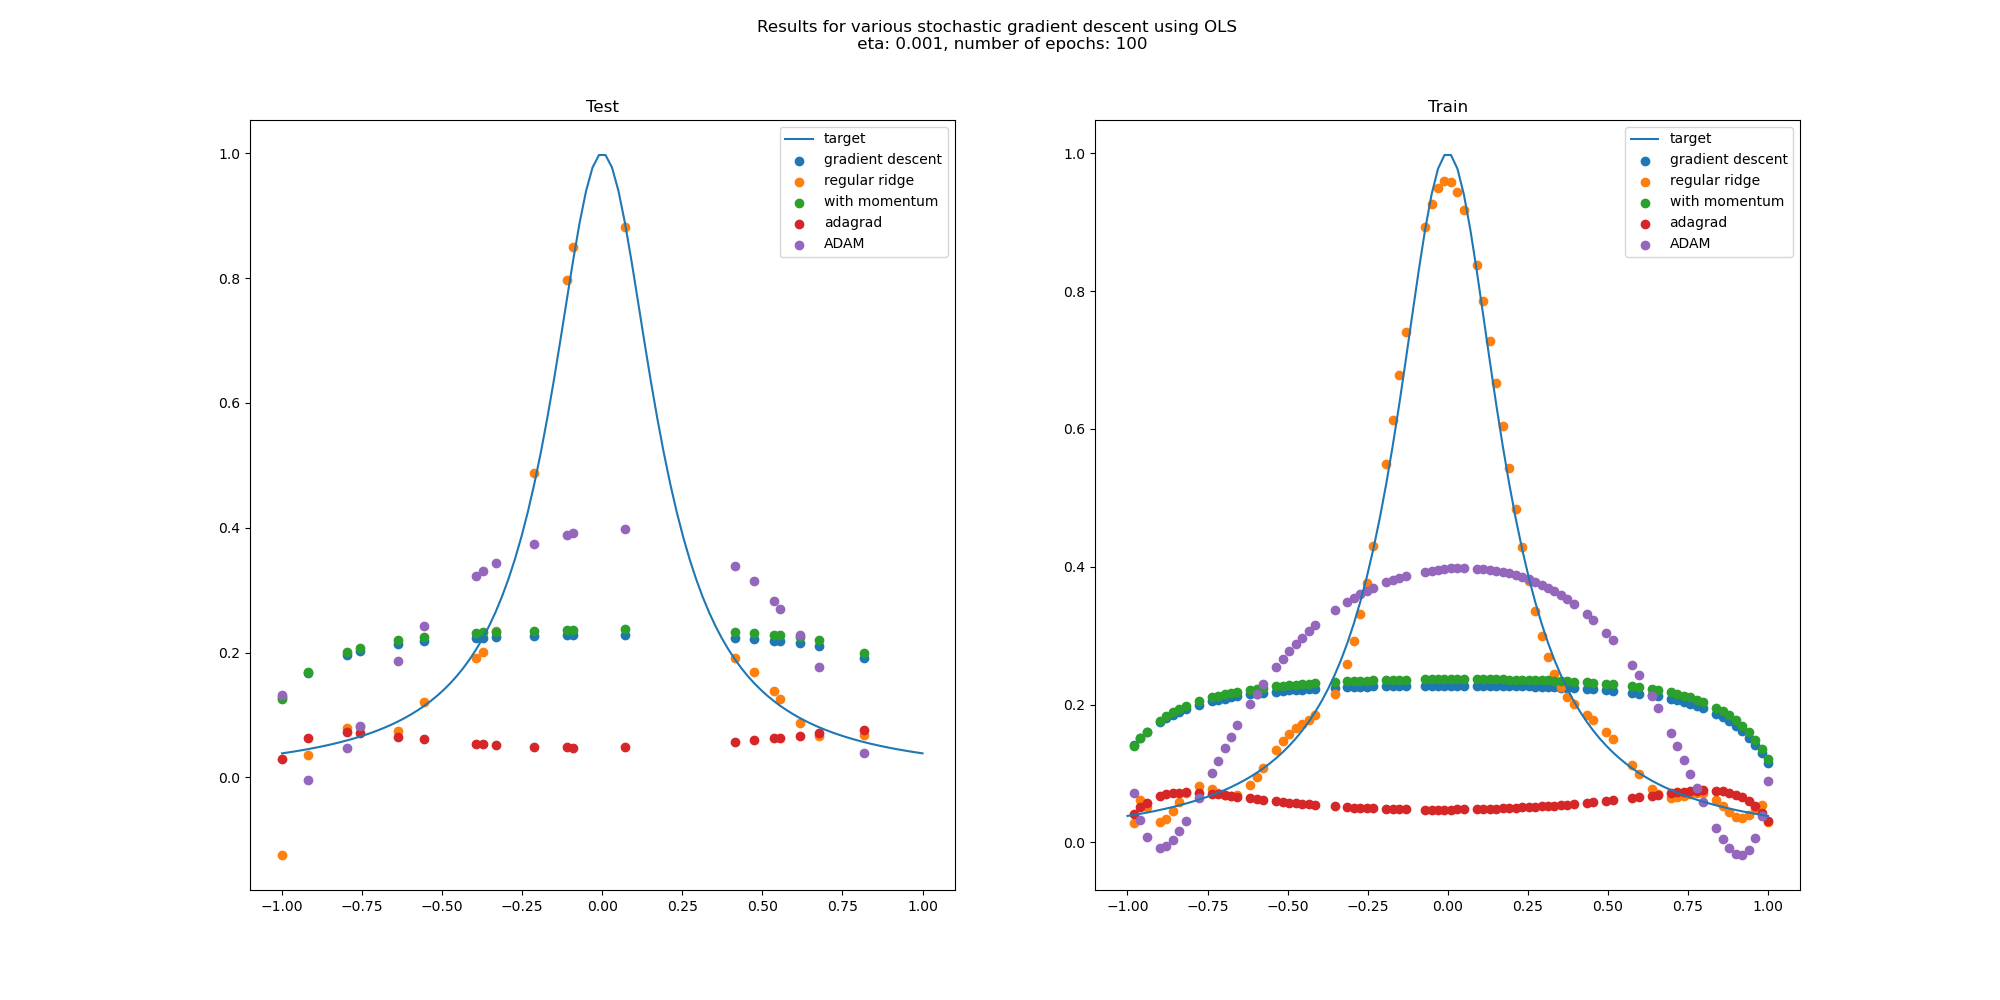 Results for various stochastic gradient descent using OLS
eta: 0.001, number of epochs: 100
Test
target
gradient descent
regular ridge
with momentum
adagrad
ADAM
1.0
0.8
0.6
0.4
0.2
0.0
−1.00 −0.75 −0.50 −0.25 0.00 0.25 0.50 0.75 1.00
Train
target
gradient descent
regular ridge
with momentum
adagrad
ADAM
1.0
0.8
0.6
0.4
0.2
0.0
−1.00 −0.75 −0.50 −0.25 0.00 0.25 0.50 0.75 1.00